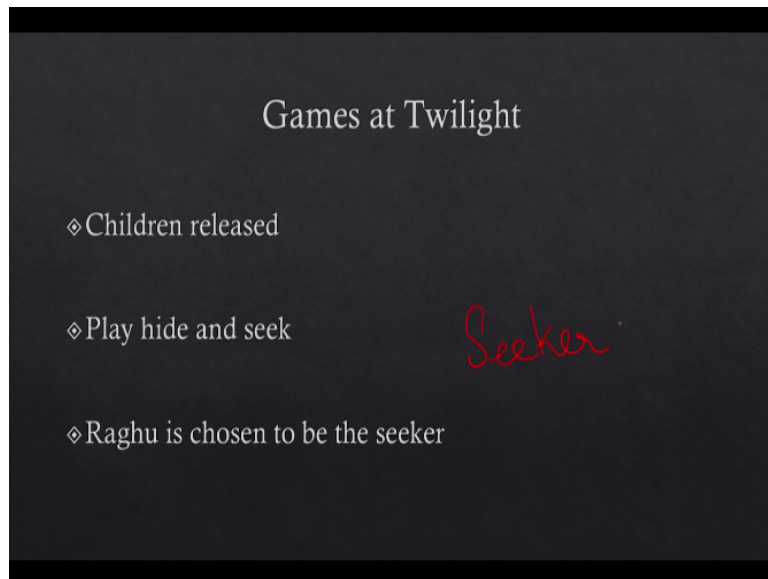 Games at Twilight
Children released
Play hide and seek
Seeker
Raghu is chosen to be the seeker